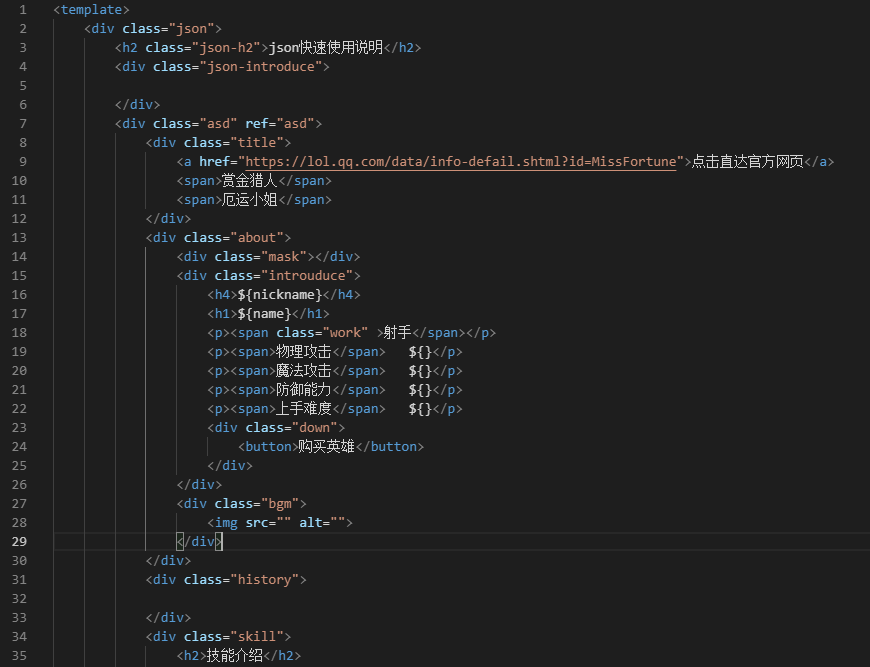 1 <template>
2 <div class="json">
3 <h2 class="json-h2">json快速使用说明</h2>
4 <div class="json-introduce">
5
6 </div>
7 <div class="asd" ref="asd">
8 <div class="title">
9 <a href="https://lol.qq.com/data/info-defail.shtml?id=MissFortune">点击直达官方网页</a>
10 <span>赏金猎人</span>
11 <span>厄运小姐</span>
12 </div>
13 <div class="about">
14 <div class="mask"></div>
15 <div class="introuduce">
16 <h4>${nickname}</h4>
17 <h1>${name}</h1>
18 <p><span class="work" >射手</span></p>
19 <p><span>物理攻击</span>   ${}</p>
20 <p><span>魔法攻击</span>   ${}</p>
21 <p><span>防御能力</span>   ${}</p>
22 <p><span>上手难度</span>   ${}</p>
23 <div class="down">
24 <button>购买英雄</button>
25 </div>
26 </div>
27 <div class="bgm">
28 <img src="" alt="">
29 </div>
30 </div>
31 <div class="history">
32
33 </div>
34 <div class="skill">
35 <h2>技能介绍</h2>